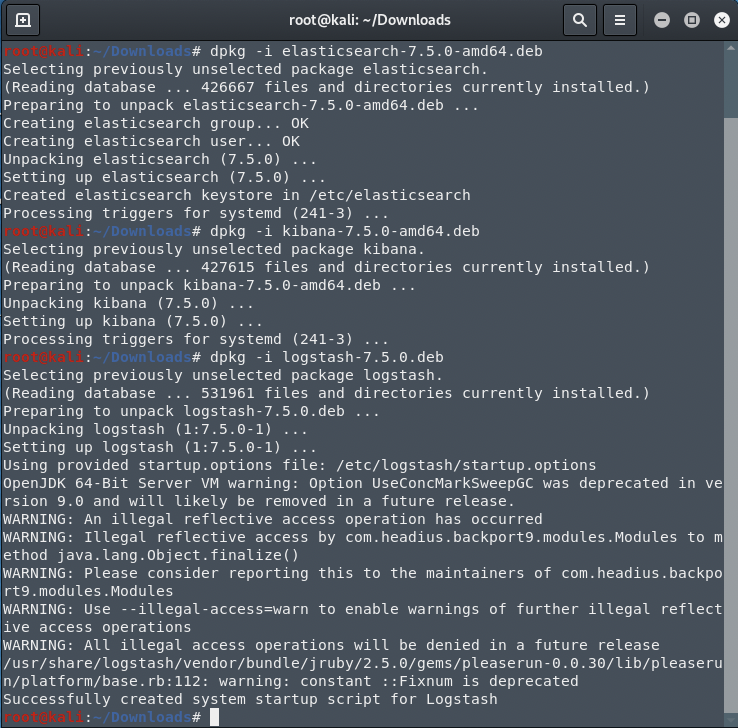 root@kali: ~/Downloads
root@kali:~/Downloads# dpkg -i elasticsearch-7.5.0-amd64.deb
Selecting previously unselected package elasticsearch.
(Reading database ... 426667 files and directories currently installed.)
Preparing to unpack elasticsearch-7.5.0-amd64.deb ...
Creating elasticsearch group... OK
Creating elasticsearch user... OK
Unpacking elasticsearch (7.5.0) ...
Setting up elasticsearch (7.5.0) ...
Created elasticsearch keystore in /etc/elasticsearch
Processing triggers for systemd (241-3) ...
root@kali:~/Downloads# dpkg -i kibana-7.5.0-amd64.deb
Selecting previously unselected package kibana.
(Reading database ... 427615 files and directories currently installed.)
Preparing to unpack kibana-7.5.0-amd64.deb ...
Unpacking kibana (7.5.0) ...
Setting up kibana (7.5.0) ...
Processing triggers for systemd (241-3) ...
root@kali:~/Downloads# dpkg -i logstash-7.5.0.deb
Selecting previously unselected package logstash.
(Reading database ... 531961 files and directories currently installed.)
Preparing to unpack logstash-7.5.0.deb ...
Unpacking logstash (1:7.5.0-1) ...
Setting up logstash (1:7.5.0-1) ...
Using provided startup.options file: /etc/logstash/startup.options
OpenJDK 64-Bit Server VM warning: Option UseConcMarkSweepGC was deprecated in ve
rsion 9.0 and will likely be removed in a future release.
WARNING: An illegal reflective access operation has occurred
WARNING: Illegal reflective access by com.headius.backport9.modules.Modules to m
ethod java.lang.Object.finalize()
WARNING: Please consider reporting this to the maintainers of com.headius.backpo
rt9.modules.Modules
WARNING: Use --illegal-access=warn to enable warnings of further illegal reflect
ive access operations
WARNING: All illegal access operations will be denied in a future release
/usr/share/logstash/vendor/bundle/jruby/2.5.0/gems/pleaserun-0.0.30/lib/pleaseru
n/platform/base.rb:112: warning: constant ::Fixnum is deprecated
Successfully created system startup script for Logstash
root@kali:~/Downloads#